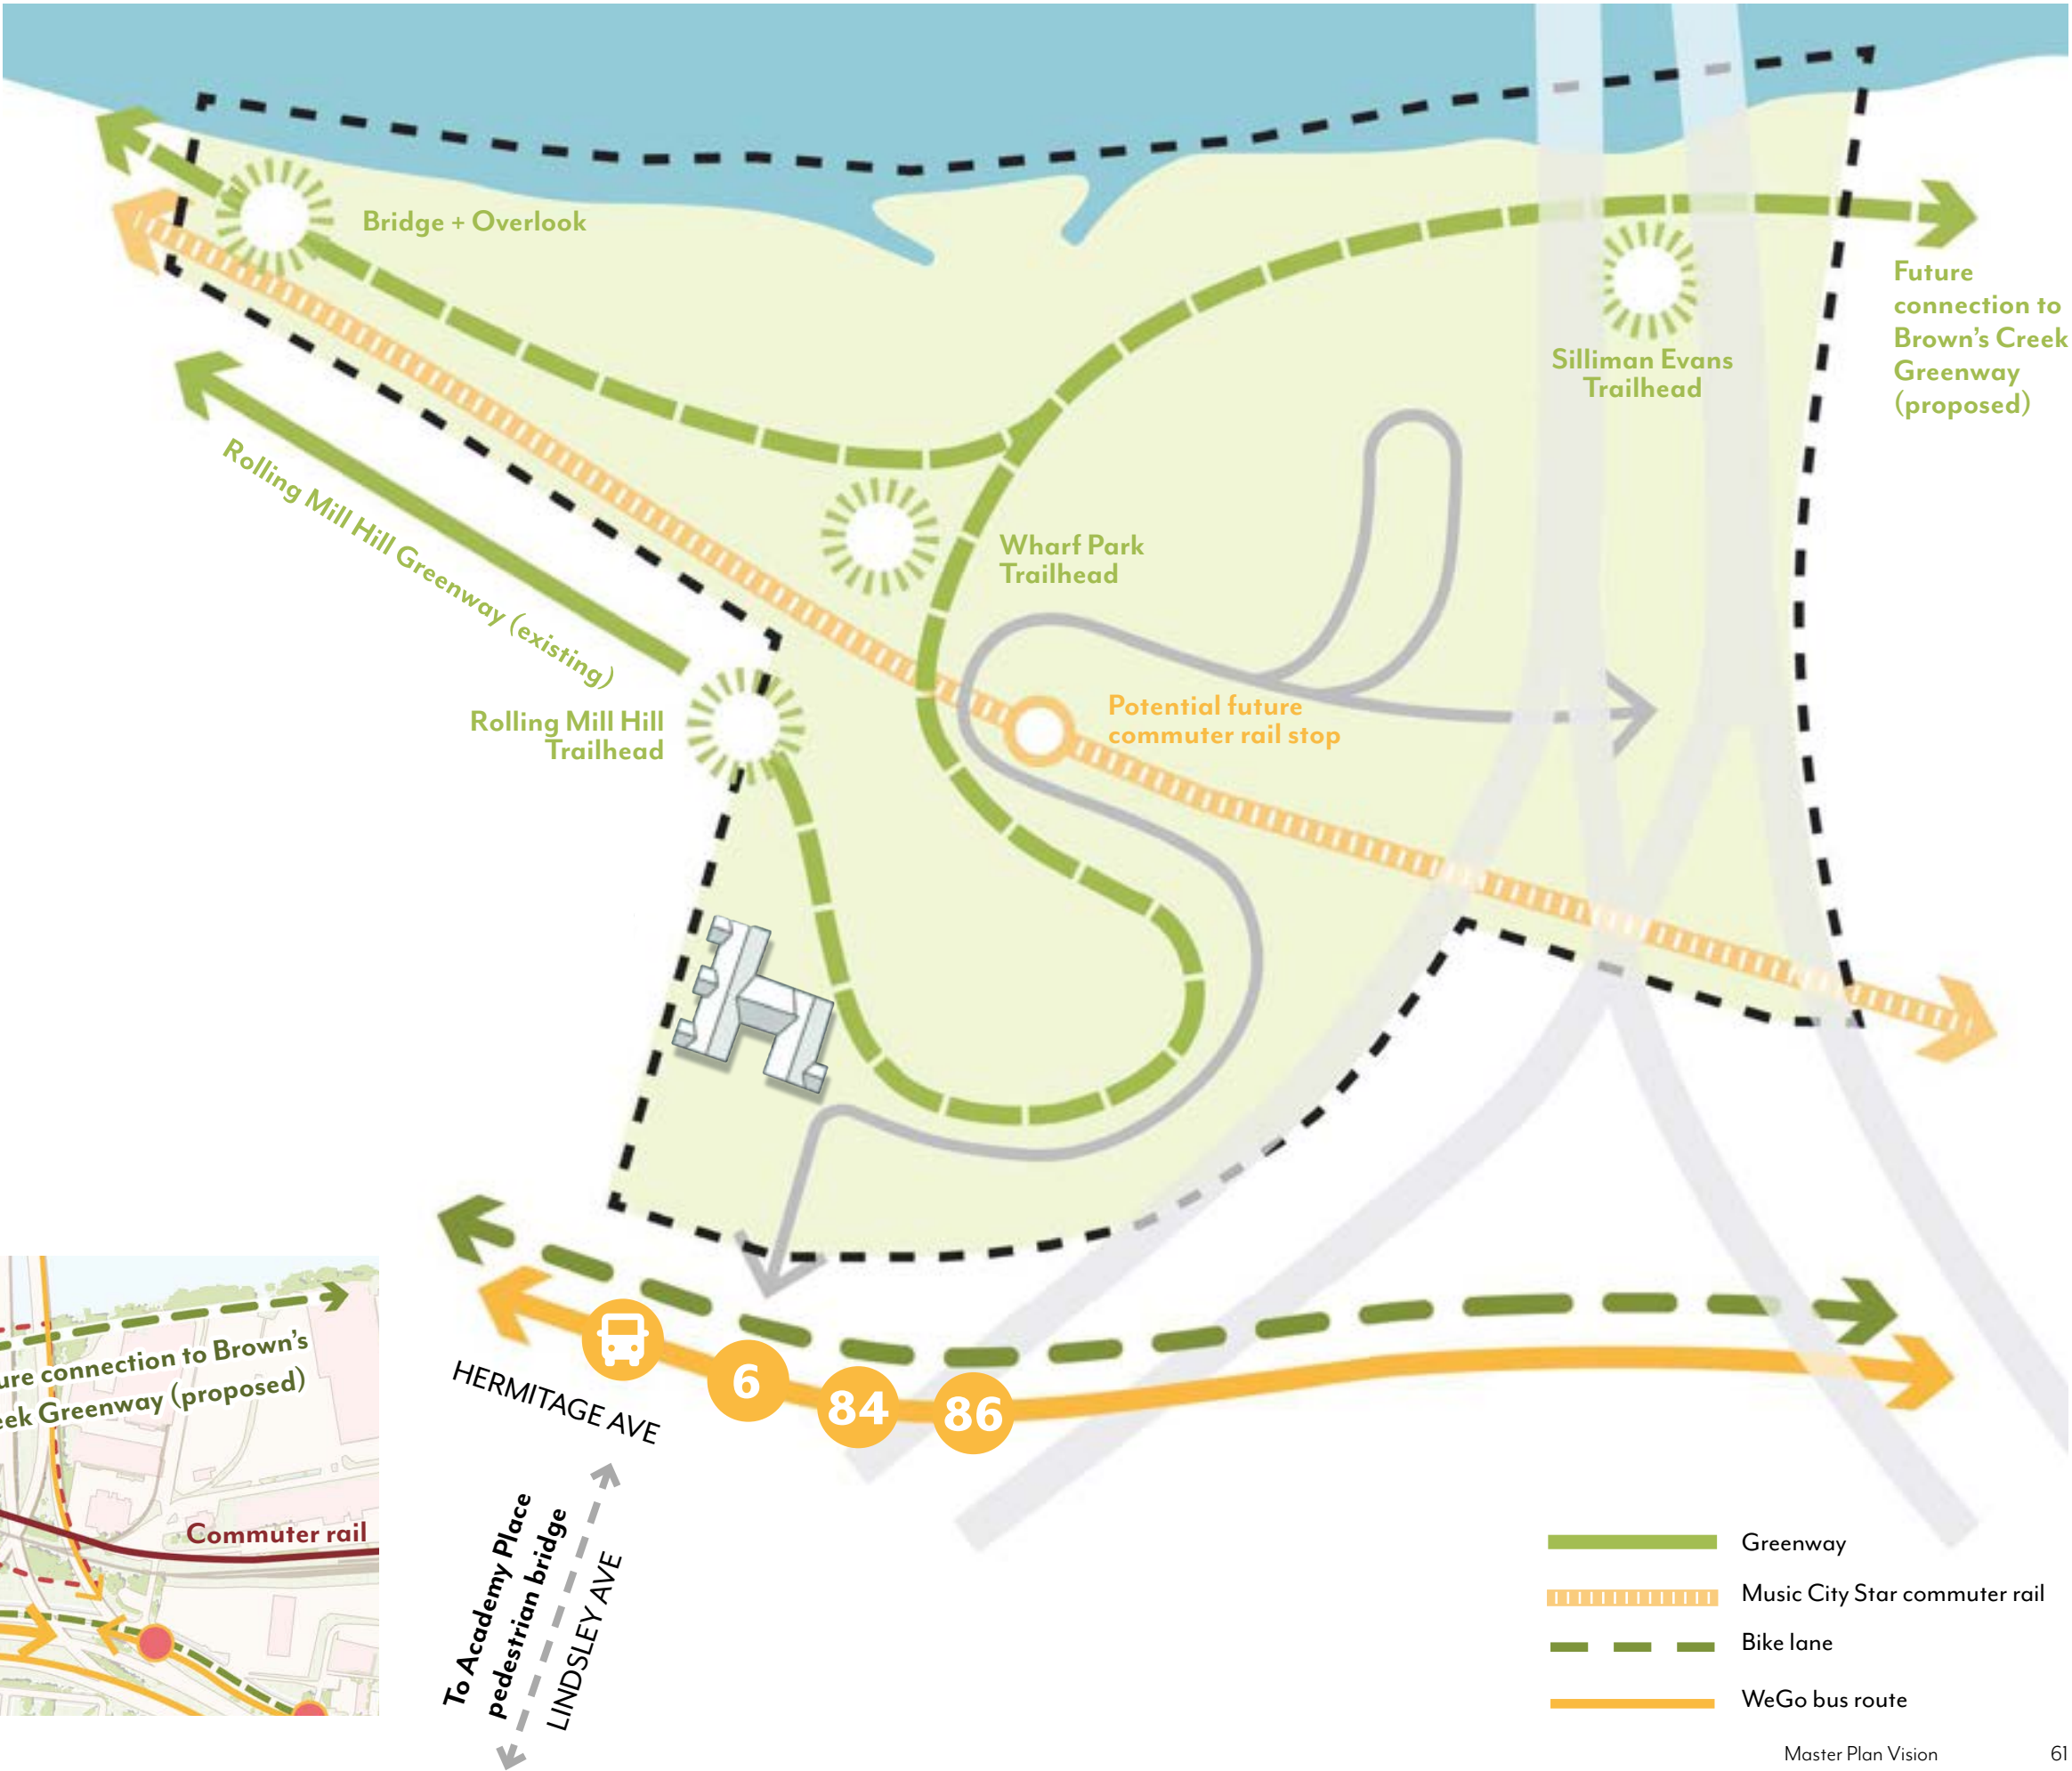 Bridge + Overlook
Future
connection to
Brown's Creek
Greenway
(proposed)
Silliman Evans
Trailhead
Rolling Mill Hill Greenway (existing)
Wharf Park
Trailhead
Rolling Mill Hill
Trailhead
Potential future
commuter rail stop
6
84
86
HERMITAGE AVE
To Academy Place
pedestrian bridge
LINDSLEY AVE
ure connection to Brown's
eek Greenway (proposed)
Commuter rail
Greenway
Music City Star commuter rail
Bike lane
WeGo bus route
Master Plan Vision
61